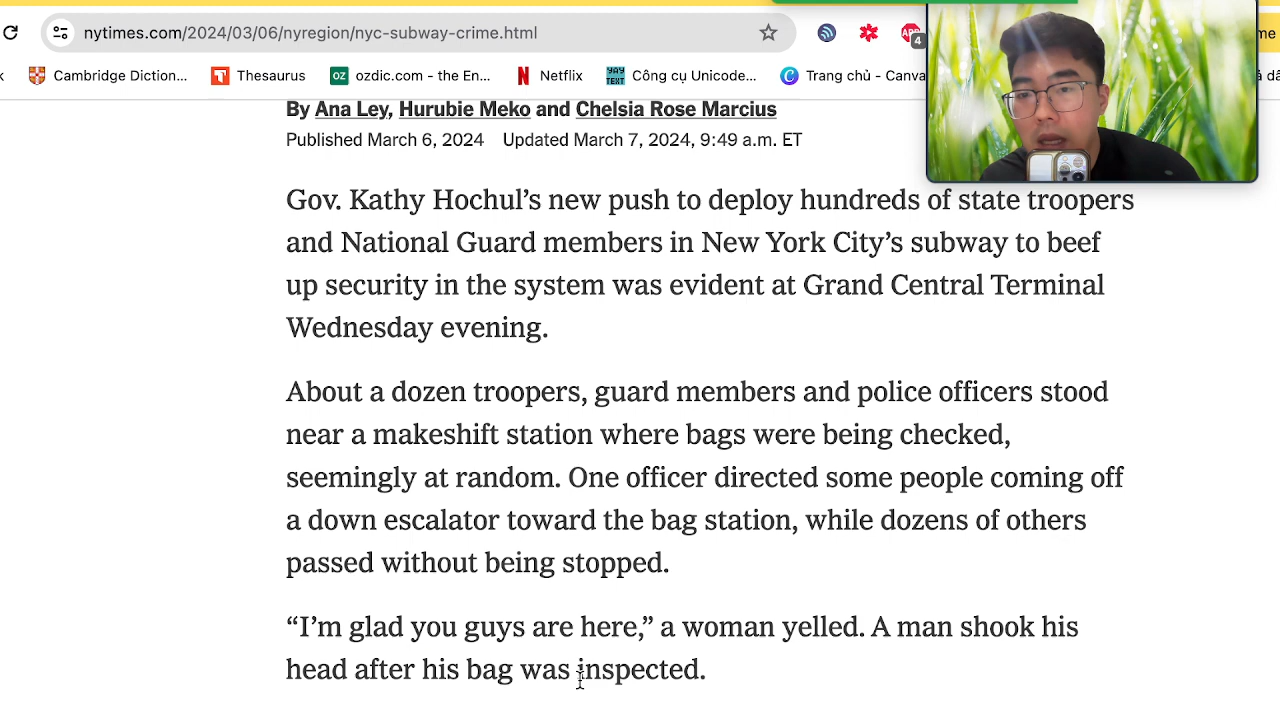 nytimes.com/2024/03/06/nyregion/nyc-subway-crime.html
ABP
4
me
k Cambridge Diction... T Thesaurus OZ ozdic.com - the En... N Netflix YAY TEXT Công cụ Unicode... C Trang chủ - Canva
By Ana Ley, Hurubie Meko and Chelsia Rose Marcius
Published March 6, 2024 Updated March 7, 2024, 9:49 a.m. ET
Gov. Kathy Hochul’s new push to deploy hundreds of state troopers
and National Guard members in New York City’s subway to beef
up security in the system was evident at Grand Central Terminal
Wednesday evening.
About a dozen troopers, guard members and police officers stood
near a makeshift station where bags were being checked,
seemingly at random. One officer directed some people coming off
a down escalator toward the bag station, while dozens of others
passed without being stopped.
“I’m glad you guys are here,” a woman yelled. A man shook his
head after his bag was inspected.